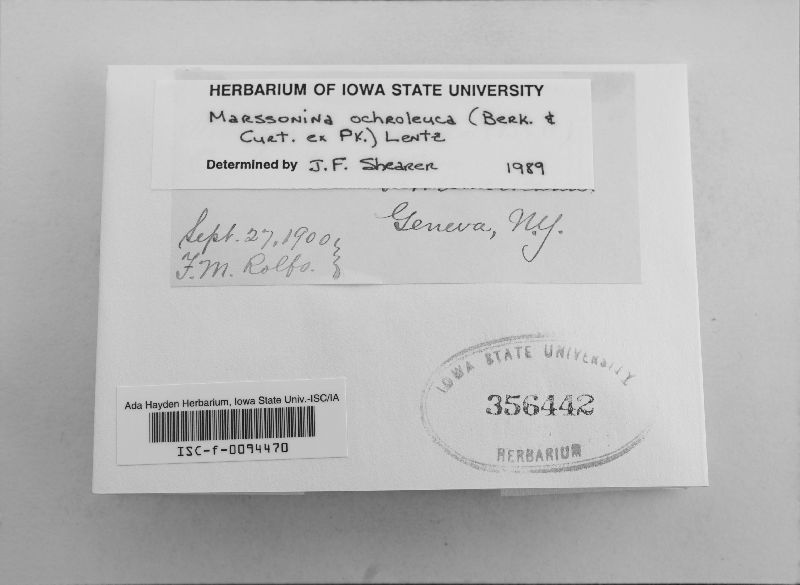 HERBARIUM OF IOWA STATE UNIVERSITY
Marssonina ochroleuca (Berk. &
Curt. ex Pk.) Lentz
Determined by J.F. Shearer 1989
Geneva, N.Y.
Sept. 27, 1900
F.M. Rolfs.
IOWA STATE UNIVERSITY
356442
HERBARIUM
Ada Hayden Herbarium, Iowa State Univ.-ISC/IA
ISC-f-0094470